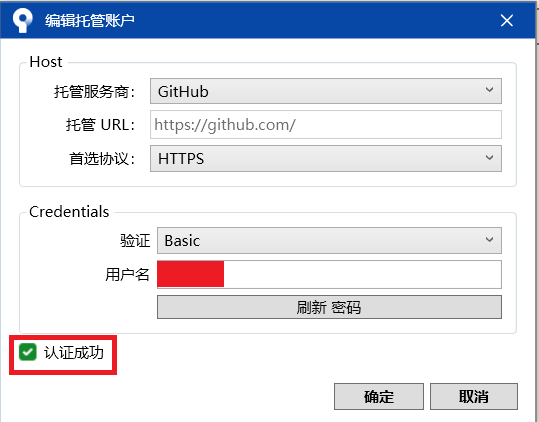 编辑托管账户
Host
托管服务商： GitHub
托管 URL： https://github.com/
首选协议： HTTPS
Credentials
验证 Basic
用户名
刷新 密码
认证成功
确定 取消